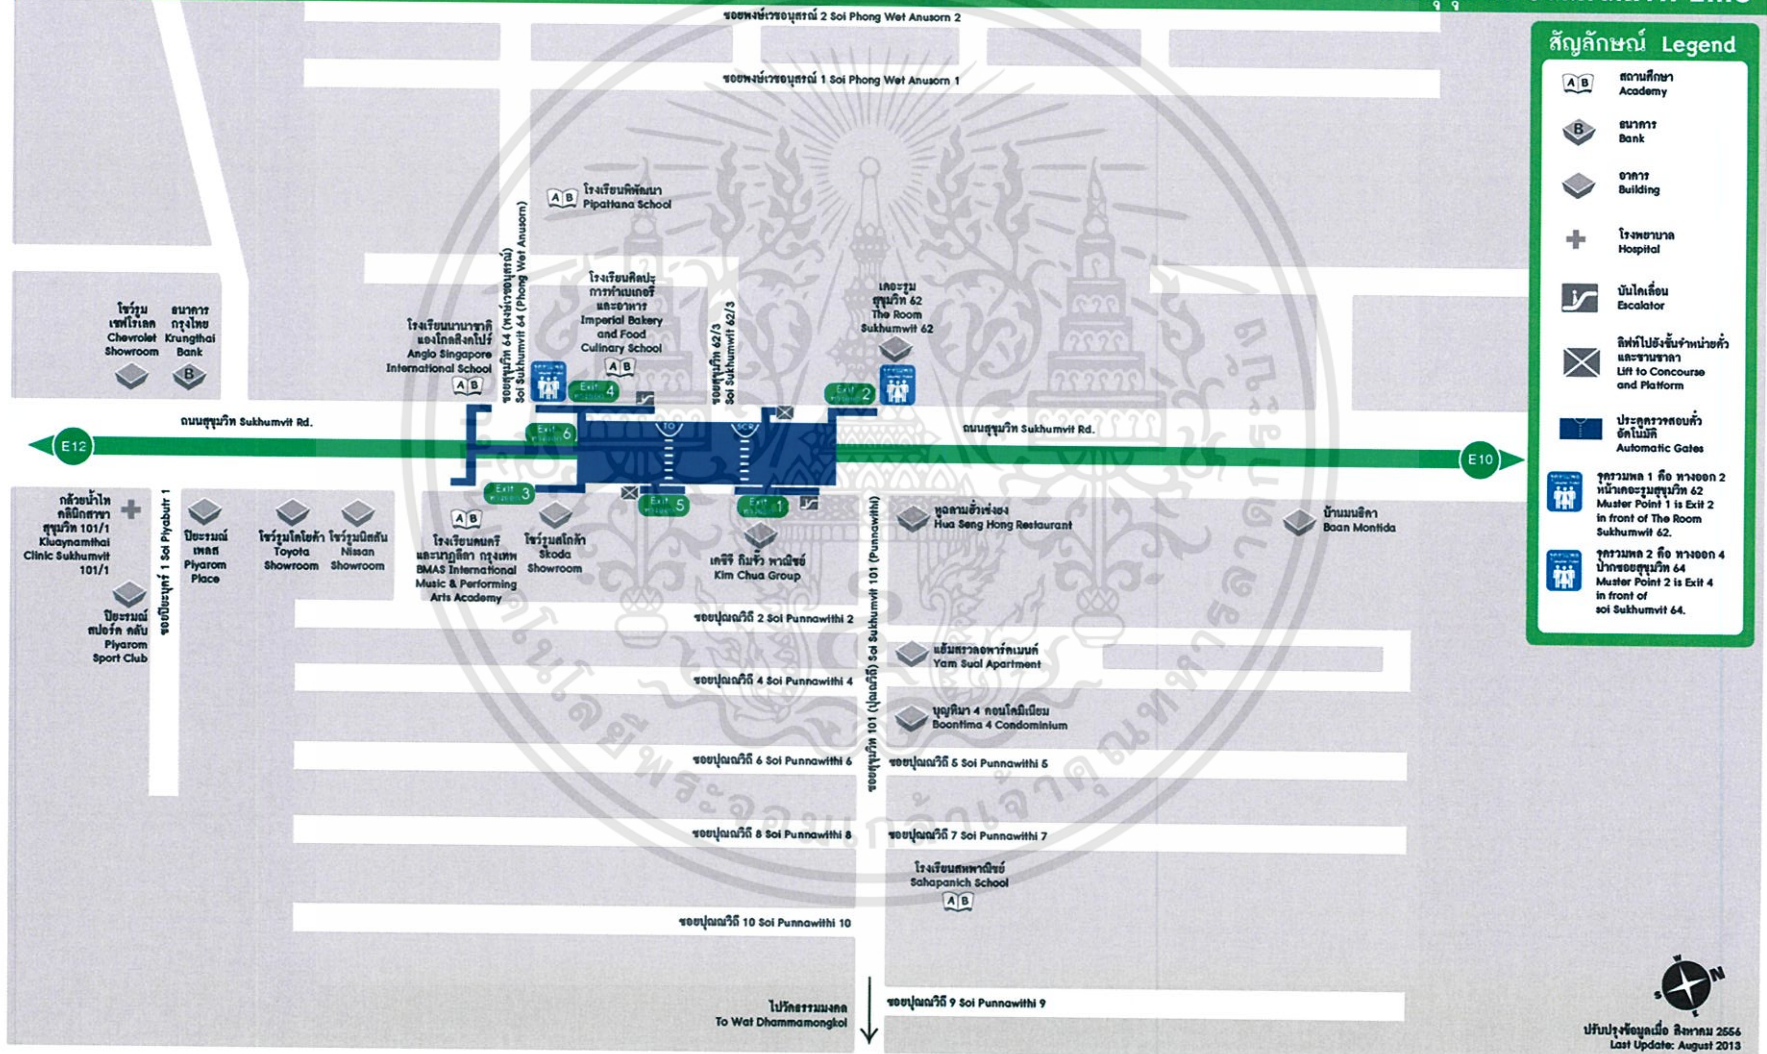 ซอยพงษ์เวชอนุสรณ์ 2 Soi Phong Wet Anusorn 2
ซอยพงษ์เวชอนุสรณ์ 1 Soi Phong Wet Anusorn 1
สัญลักษณ์ Legend
A B
สถานศึกษา
Academy
B
ธนาคาร
Bank
อาคาร
Building
โรงพยาบาล
Hospital
บันไดเลื่อน
Escalator
ลิฟท์ไปยังชั้นจำหน่ายตั๋ว
และชานชาลา
Lift to Concourse
and Platform
ประตูตรวจสอบตั๋ว
อัตโนมัติ
Automatic Gates
จุดรวมพล 1 คือ ทางออก 2
หน้าเดอะรูมสุขุมวิท 62
Muster Point 1 is Exit 2
in front of The Room
Sukhumwit 62.
จุดรวมพล 2 คือ ทางออก 4
ปากซอยสุขุมวิท 64
Muster Point 2 is Exit 4
in front of
soi Sukhumvit 64.
A B
โรงเรียนพิพัฒนา
Pipattana School
ซอยสุขุมวิท 64 (พงษ์เวชอนุสรณ์)
Soi Sukhumvit 64 (Phong Wet Anusorn)
โชว์รูม
เชฟโรเลต
Chevrolet
Showroom
ธนาคาร
กรุงไทย
Krungthai
Bank
B
โรงเรียนนานาชาติ
แองโกลสิงคโปร์
Anglo Singapore
International School
A B
โรงเรียนศิลปะ
การทำเบเกอรี่
และอาหาร
Imperial Bakery
and Food
Culinary School
A B
ซอยสุขุมวิท 62/3
Soi Sukhumvit 62/3
เดอะรูม
สุขุมวิท 62
The Room
Sukhumwit 62
Exit 4
Exit 2
ถนนสุขุมวิท Sukhumvit Rd.
Exit 6
TO
SCR
ถนนสุขุมวิท Sukhumvit Rd.
E12
E10
Exit 3
Exit 5
Exit 1
กล้วยน้ำไท
คลินิกสาขา
สุขุมวิท 101/1
Kluaynamthai
Clinic Sukhumvit
101/1
ซอยปิยะบุตร์ 1 Soi Piyabutr 1
ปิยะรมณ์
เพลส
Piyarom
Place
โชว์รูมโตโยต้า
Toyota
Showroom
โชว์รูมนิสสัน
Nissan
Showroom
A B
โรงเรียนดนตรี
และนาฏลีลา กรุงเทพ
BMAS International
Music & Performing
Arts Academy
โชว์รูมสโกด้า
Skoda
Showroom
เคซีจี กิมจั๊ว พาณิชย์
Kim Chua Group
หูฉลามฮั่วเซ่งฮง
Hua Seng Hong Restaurant
บ้านมนธิดา
Baan Montida
ปิยะรมณ์
สปอร์ต คลับ
Piyarom
Sport Club
ซอยสุขุมวิท 101 (ปุณณวิถี) Soi Sukhumvit 101 (Punnawithi)
ซอยปุณณวิถี 2 Soi Punnawithi 2
แย้มสรวลอพาร์ตเมนต์
Yam Sual Apartment
ซอยปุณณวิถี 4 Soi Punnawithi 4
บุญทิมา 4 คอนโดมิเนียม
Boontima 4 Condominium
ซอยปุณณวิถี 6 Soi Punnawithi 6
ซอยปุณณวิถี 5 Soi Punnawithi 5
ซอยปุณณวิถี 8 Soi Punnawithi 8
ซอยปุณณวิถี 7 Soi Punnawithi 7
โรงเรียนสหพาณิชย์
Sahapanich School
A B
ซอยปุณณวิถี 10 Soi Punnawithi 10
ไปวัดธรรมมงคล
To Wat Dhammamongkol
ซอยปุณณวิถี 9 Soi Punnawithi 9
W
N
S
E
ปรับปรุงข้อมูลเมื่อ สิงหาคม 2556
Last Update: August 2013